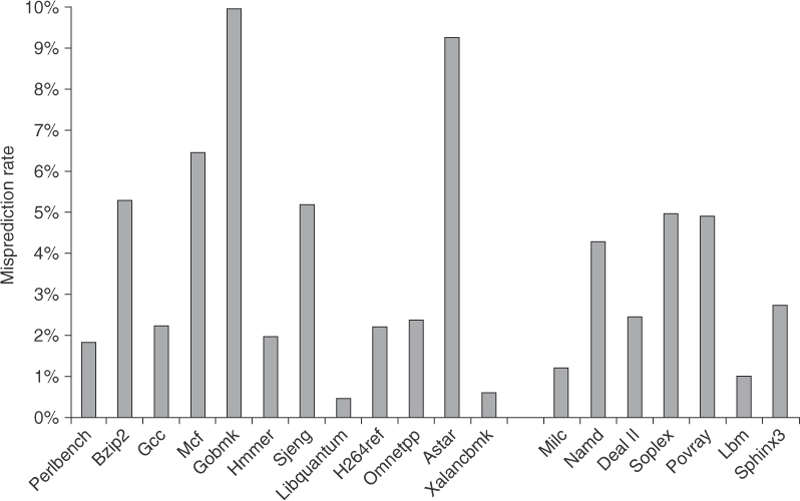 10%
9%
8%
7%
6%
5%
4%
3%
2%
1%
0%
Misprediction rate
Perlbench
Bzip2
Gcc
Mcf
Gobmk
Hmmer
Sjeng
Libquantum
H264ref
Omnetpp
Astar
Xalancbmk
Milc
Namd
Deal II
Soplex
Povray
Lbm
Sphinx3